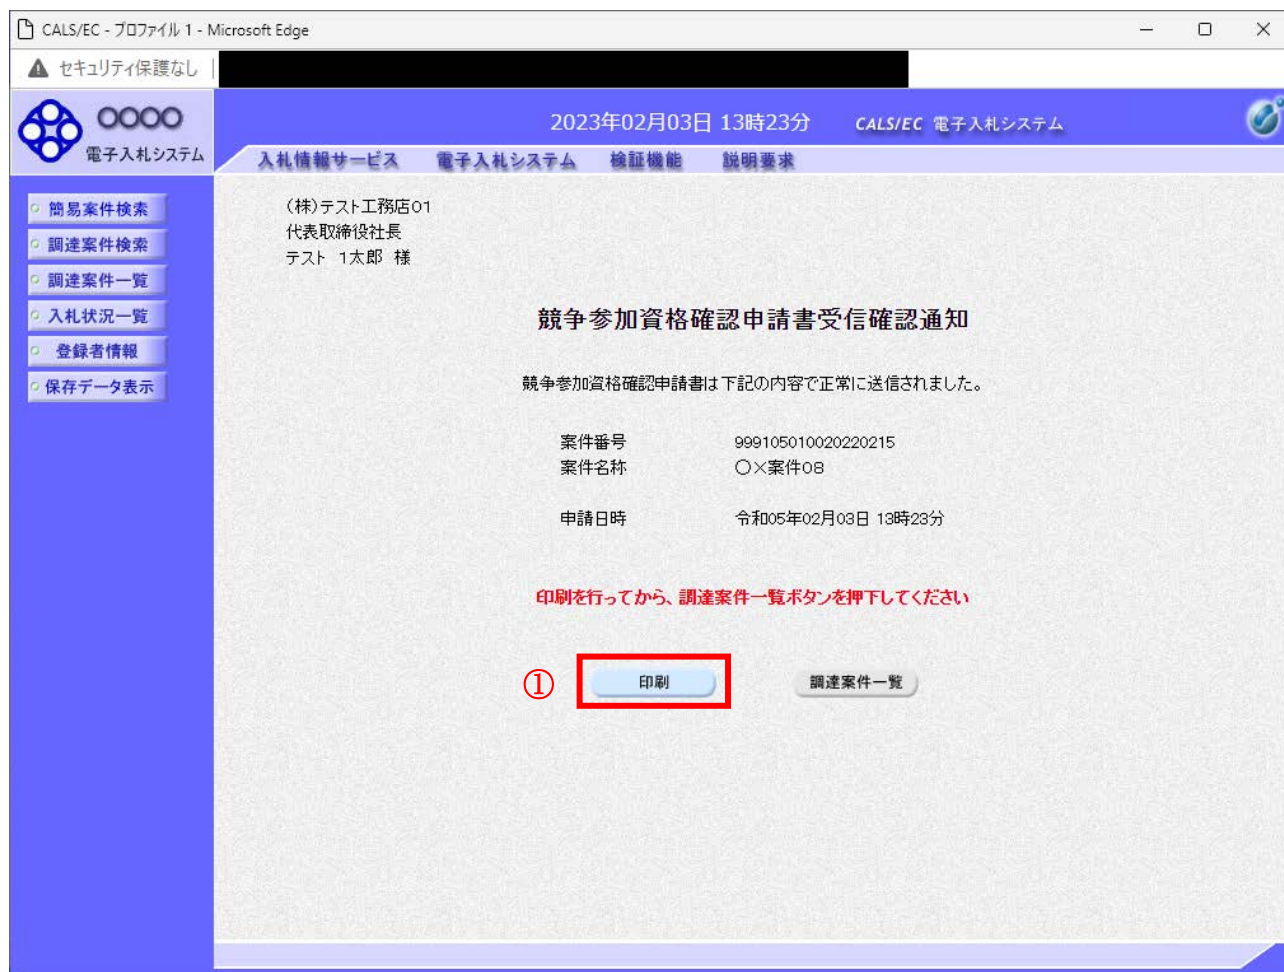 CALS/EC - プロファイル 1 - Microsoft Edge
セキュリティ保護なし
○○○○
電子入札システム
2023年02月03日 13時23分
CALS/EC 電子入札システム
入札情報サービス 電子入札システム 検証機能 説明要求
簡易案件検索
調達案件検索
調達案件一覧
入札状況一覧
登録者情報
保存データ表示
(株)テスト工務店01
代表取締役社長
テスト 1太郎 様
競争参加資格確認申請書受信確認通知
競争参加資格確認申請書は下記の内容で正常に送信されました。
案件番号 999105010020220215
案件名称 ○×案件08
申請日時 令和05年02月03日 13時23分
印刷を行ってから、調達案件一覧ボタンを押下してください
① 印刷 調達案件一覧